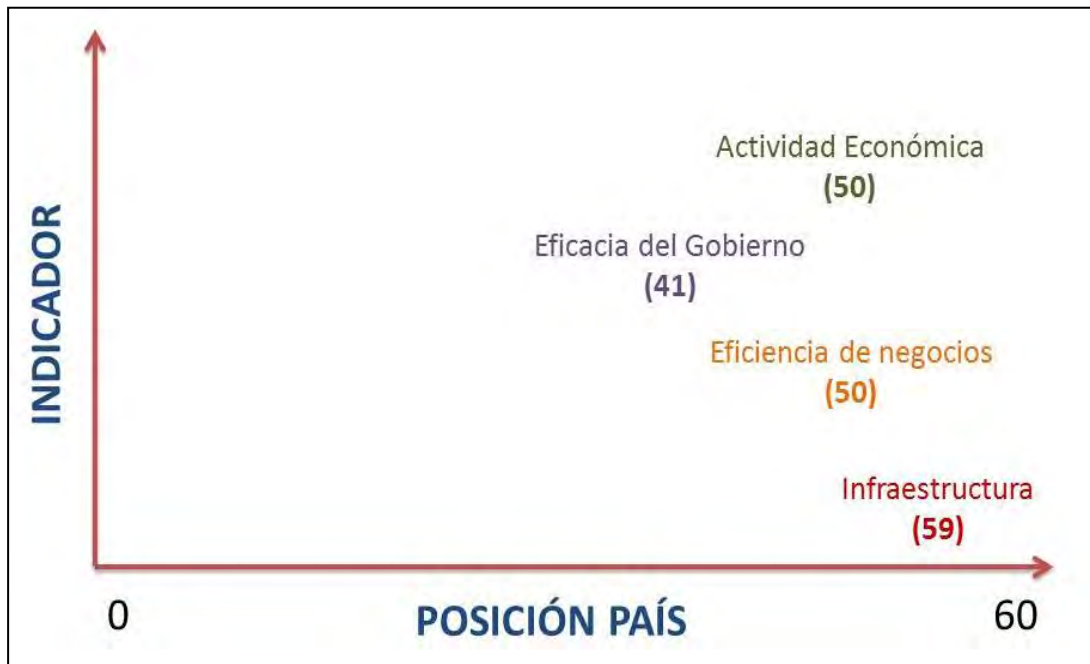 INDICADOR
Actividad Económica
(50)
Eficacia del Gobierno
(41)
Eficiencia de negocios
(50)
Infraestructura
(59)
0
POSICIÓN PAÍS
60